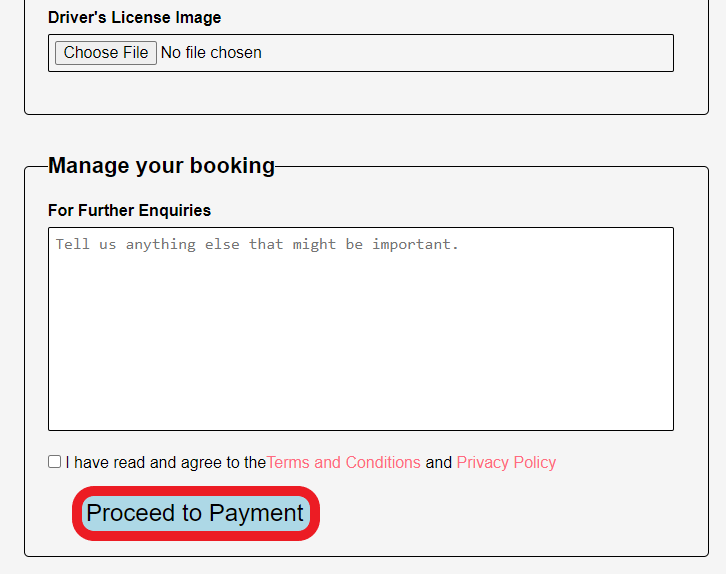 Driver's License Image
Choose File No file chosen
Manage your booking
For Further Enquiries
Tell us anything else that might be important.
I have read and agree to theTerms and Conditions and Privacy Policy
Proceed to Payment